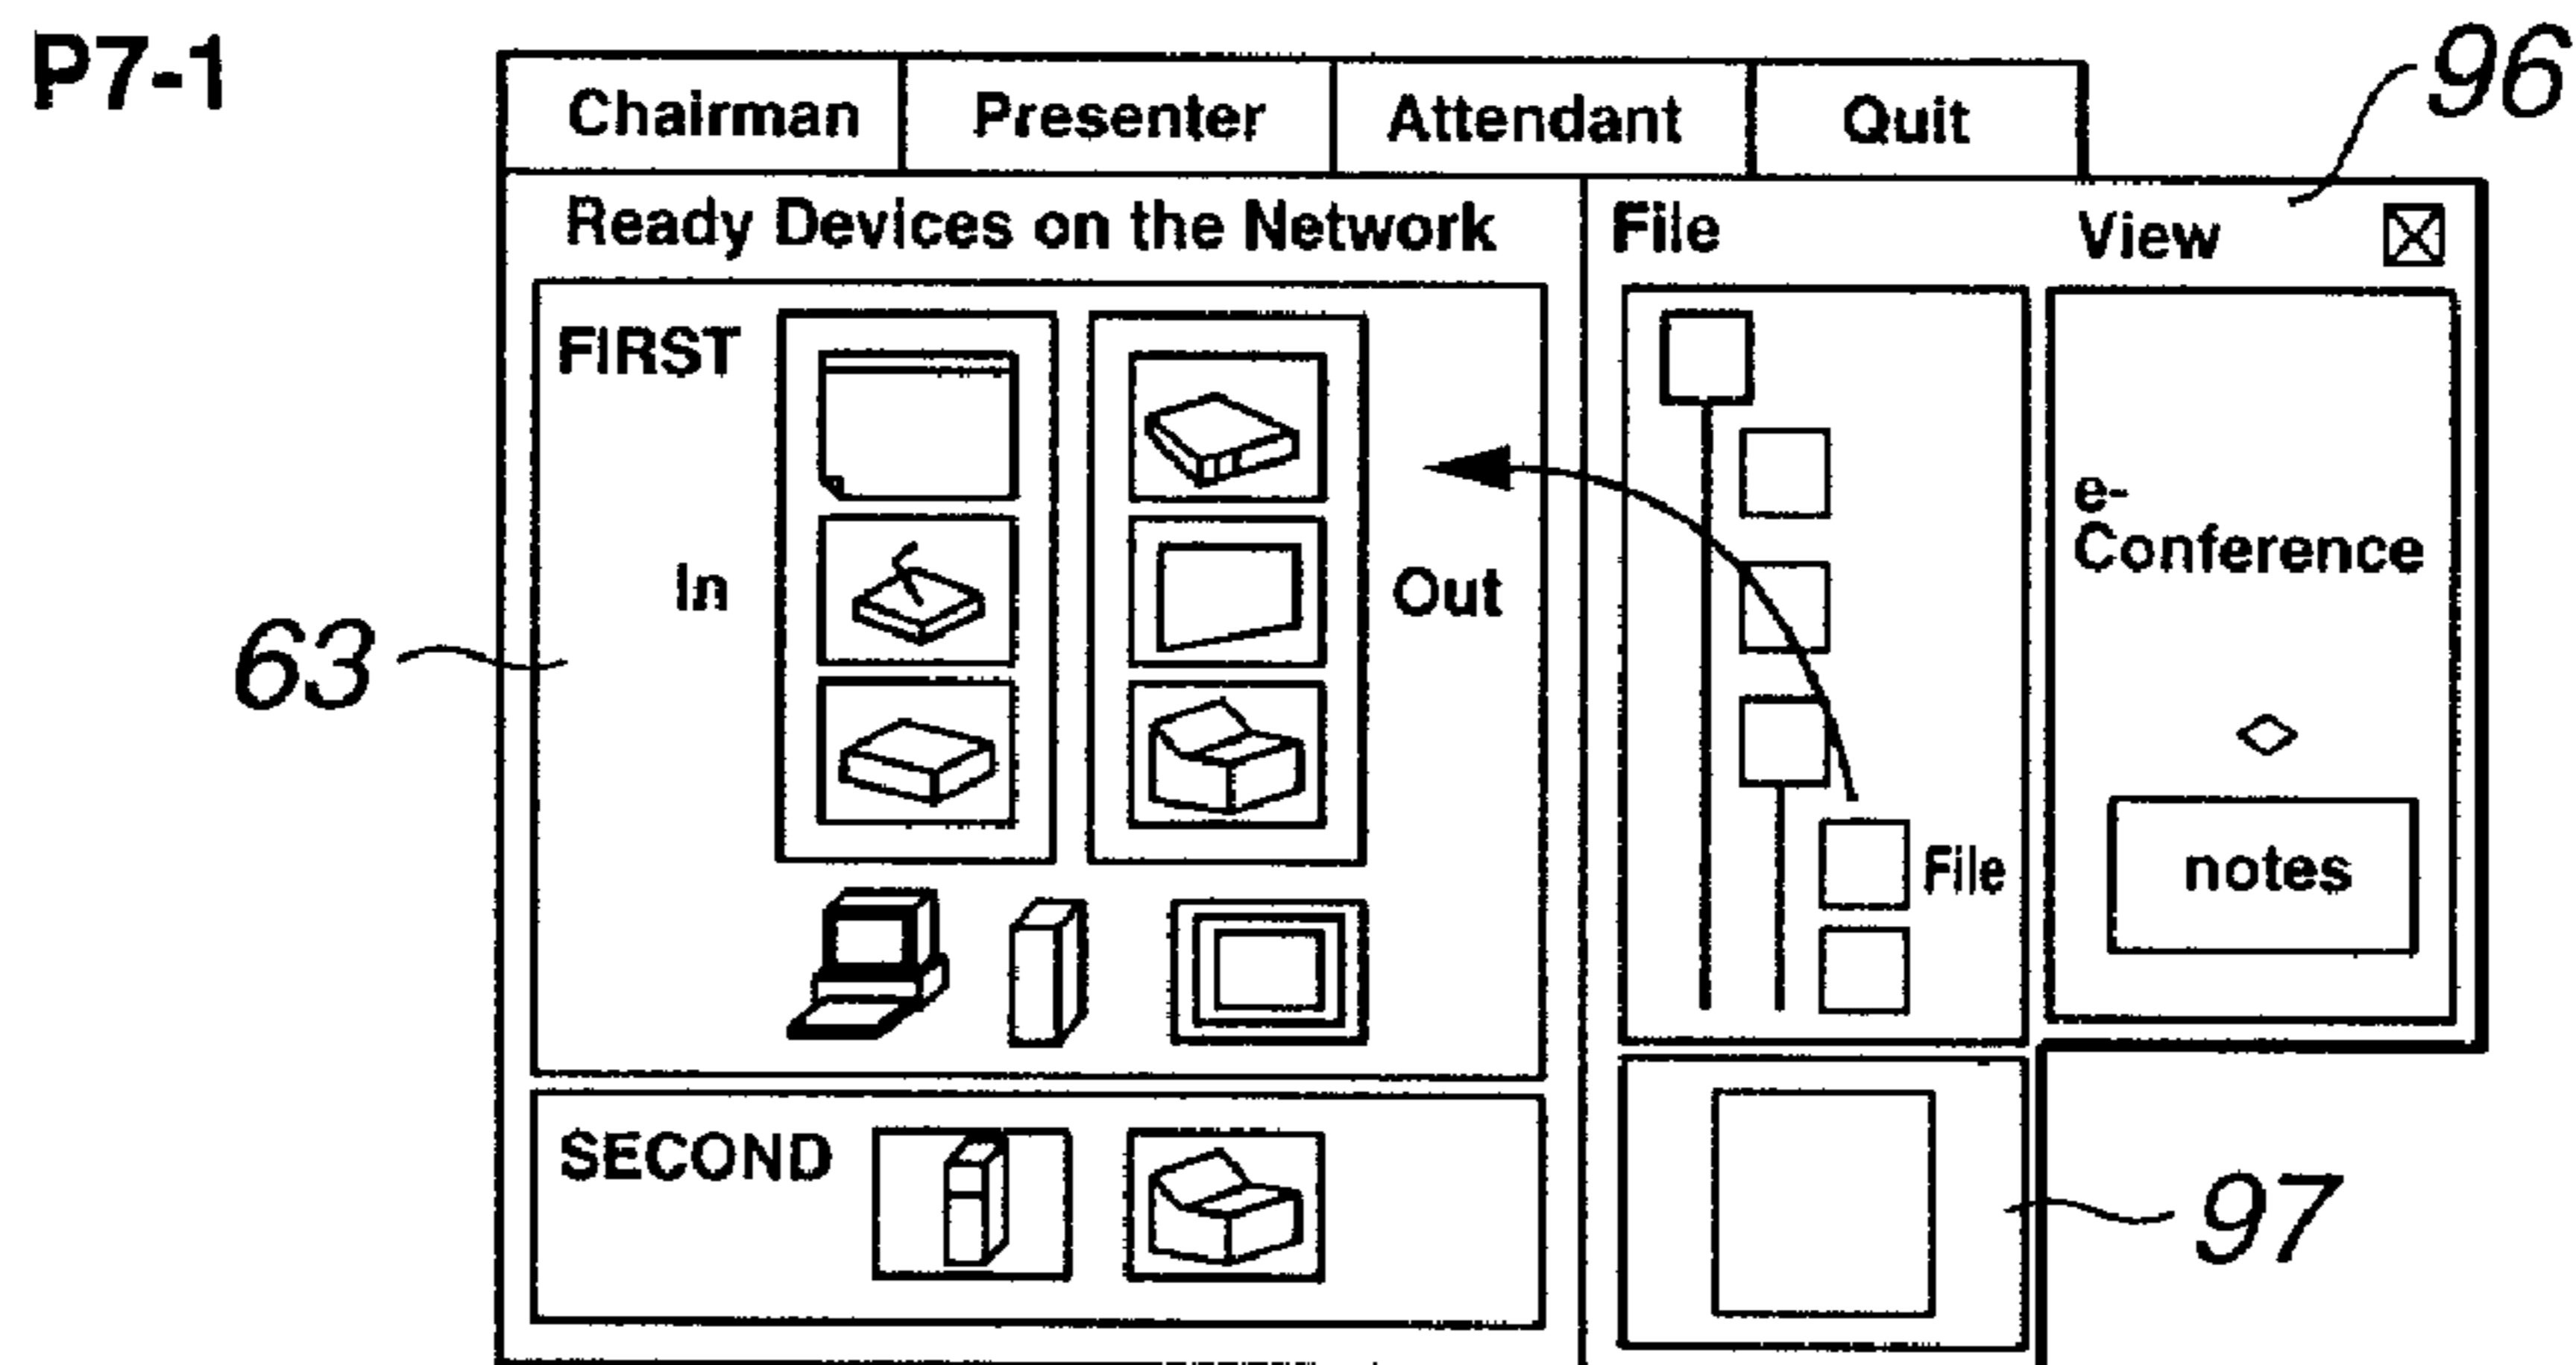 P7-1
96
Chairman Presenter Attendant Quit
Ready Devices on the Network
File View
FIRST
In
Out
63
File
e-
Conference
notes
SECOND
97